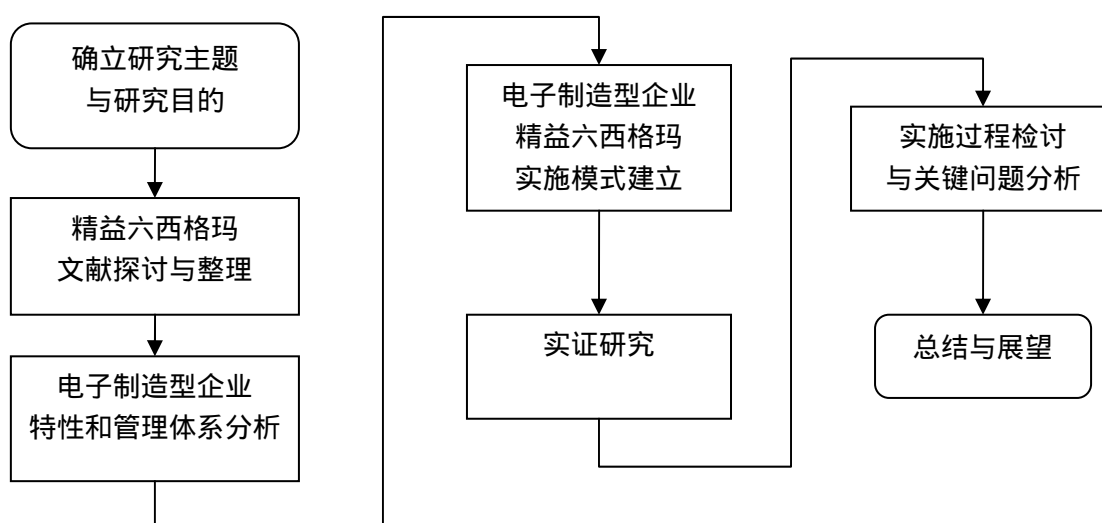 确立研究主题
与研究目的
精益六西格玛
文献探讨与整理
电子制造型企业
特性和管理体系分析
电子制造型企业
精益六西格玛
实施模式建立
实证研究
实施过程检讨
与关键问题分析
总结与展望